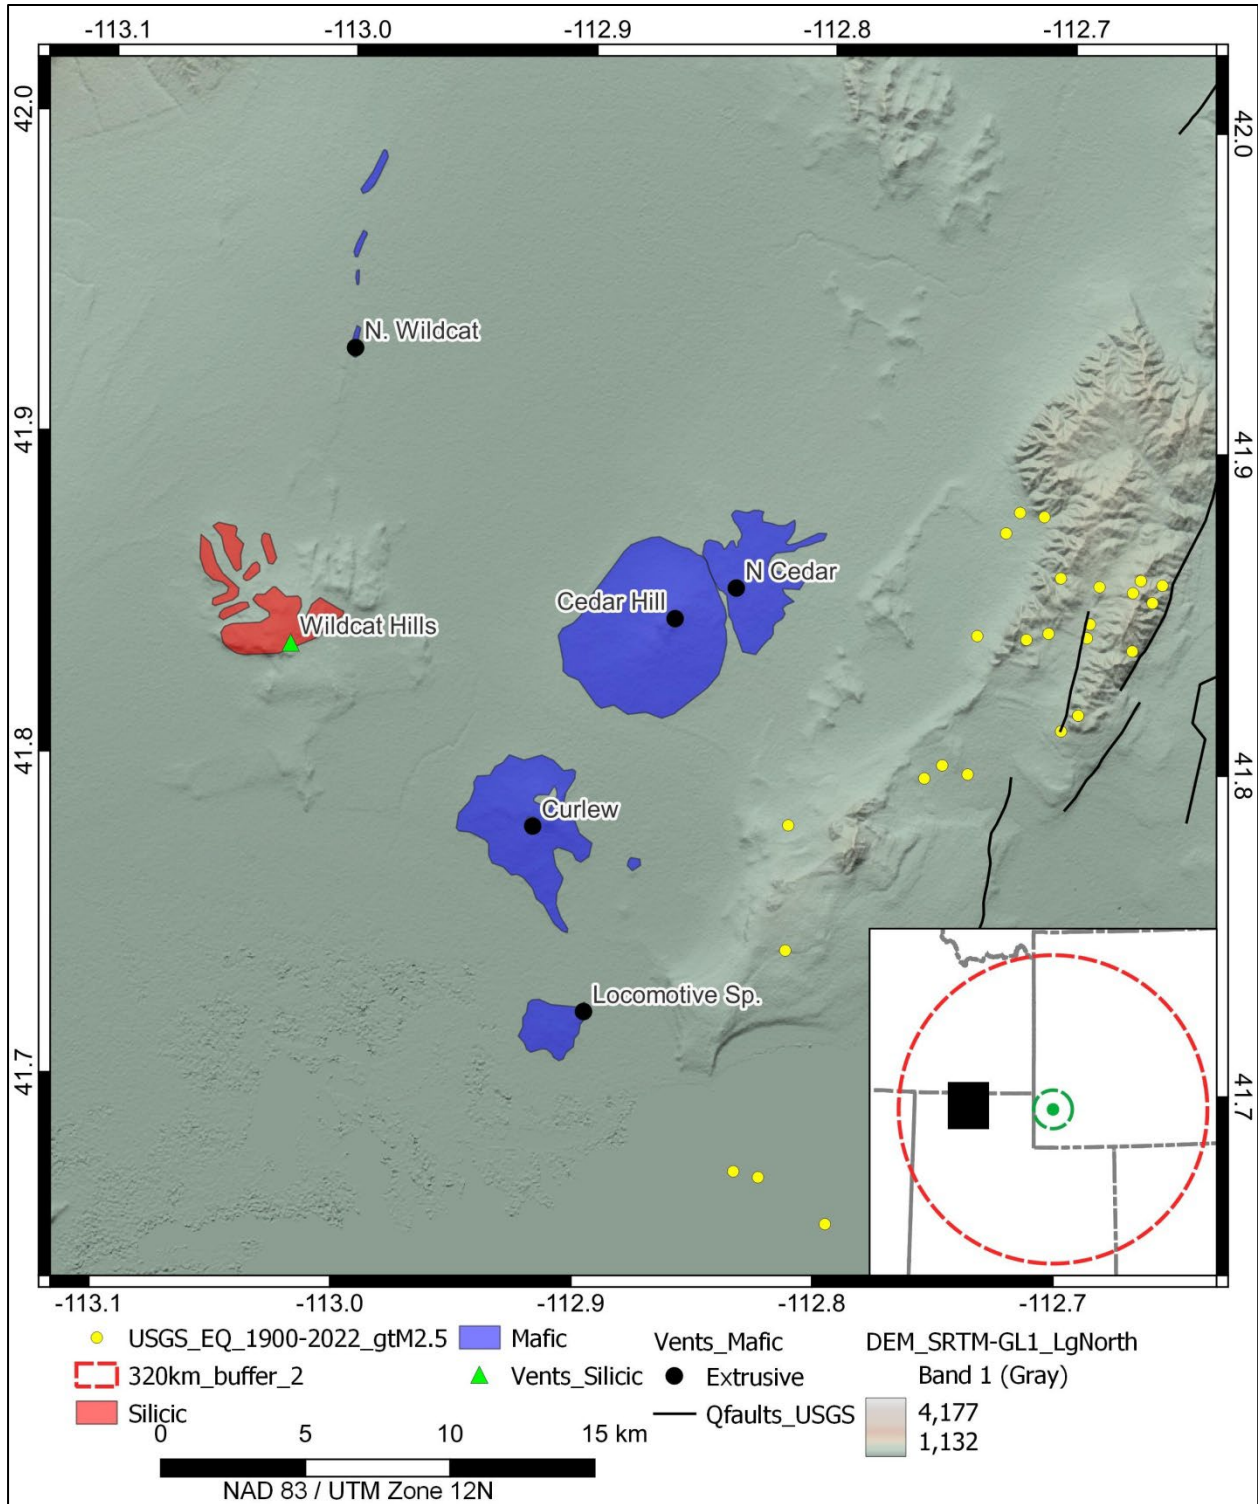 -113.1 -113.0 -112.9 -112.8 -112.7
42.0 42.0
N. Wildcat
41.9 41.9
N Cedar
Cedar Hill
Wildcat Hills
41.8 41.8
Curlew
Locomotive Sp.
41.7 41.7
-113.1 -113.0 -112.9 -112.8 -112.7
USGS_EQ_1900-2022_gtM2.5 Mafic Vents_Mafic DEM_SRTM-GL1_LgNorth
320km_buffer_2 Vents_Silicic Extrusive Band 1 (Gray)
Silicic Qfaults_USGS 4,177
1,132
0 5 10 15 km
NAD 83 / UTM Zone 12N